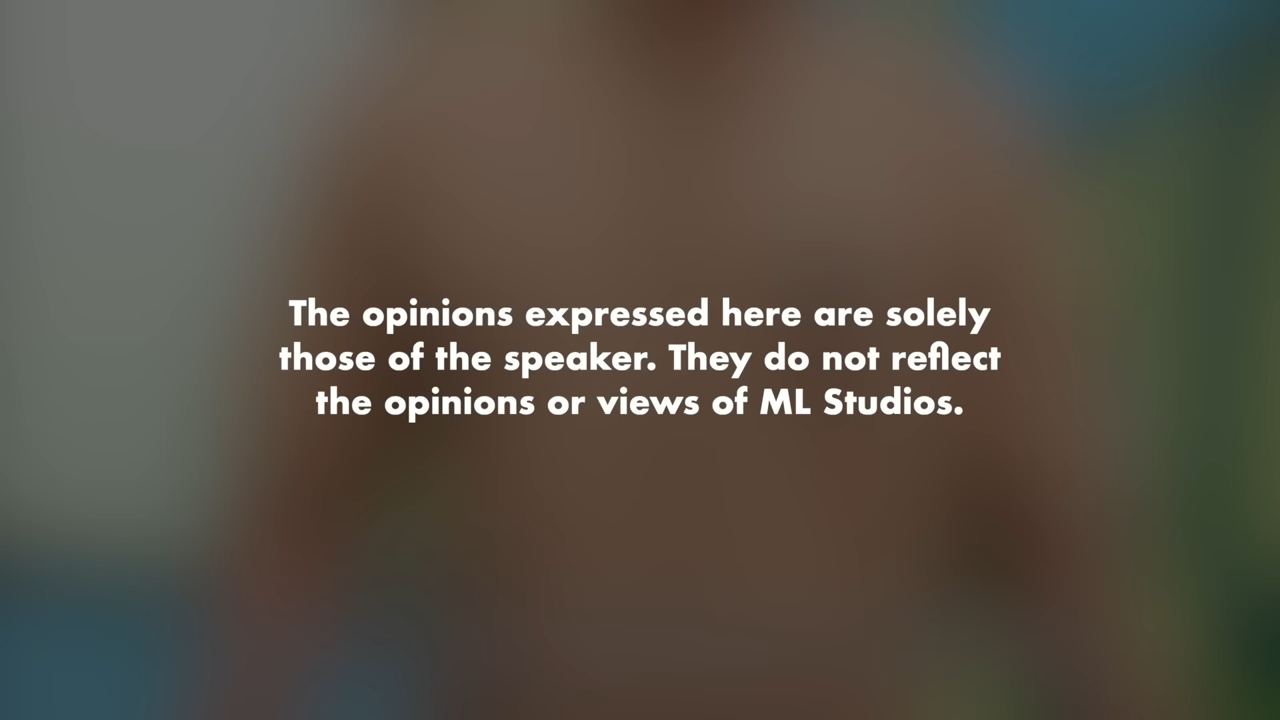 The opinions expressed here are solely
those of the speaker. They do not reflect
the opinions or views of ML Studios.